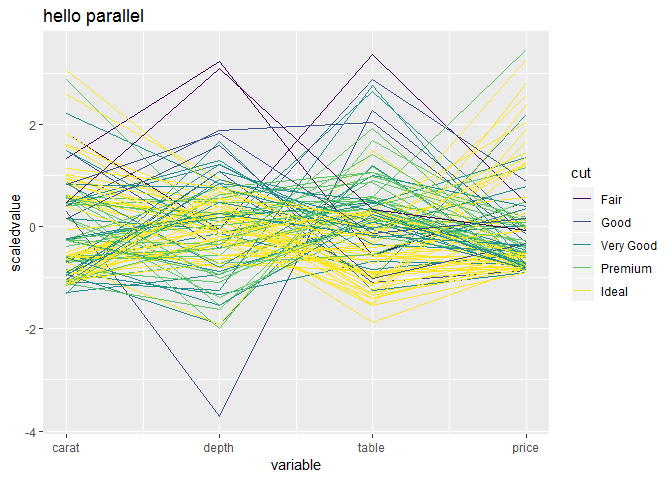 hello parallel
scaledvalue
2
0
-2
-4
carat depth table price
variable
cut
Fair
Good
Very Good
Premium
Ideal